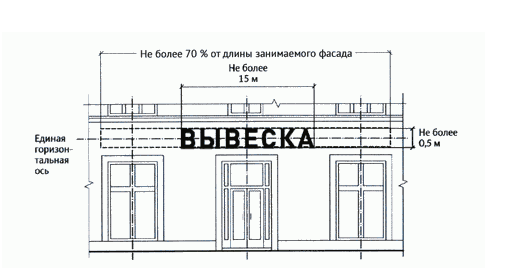 Не более 70 % от длины занимаемого фасада
Не более
15 м
ВЫВЕСКА
Единая
горизон-
тальная
ось
Не более
0,5 м